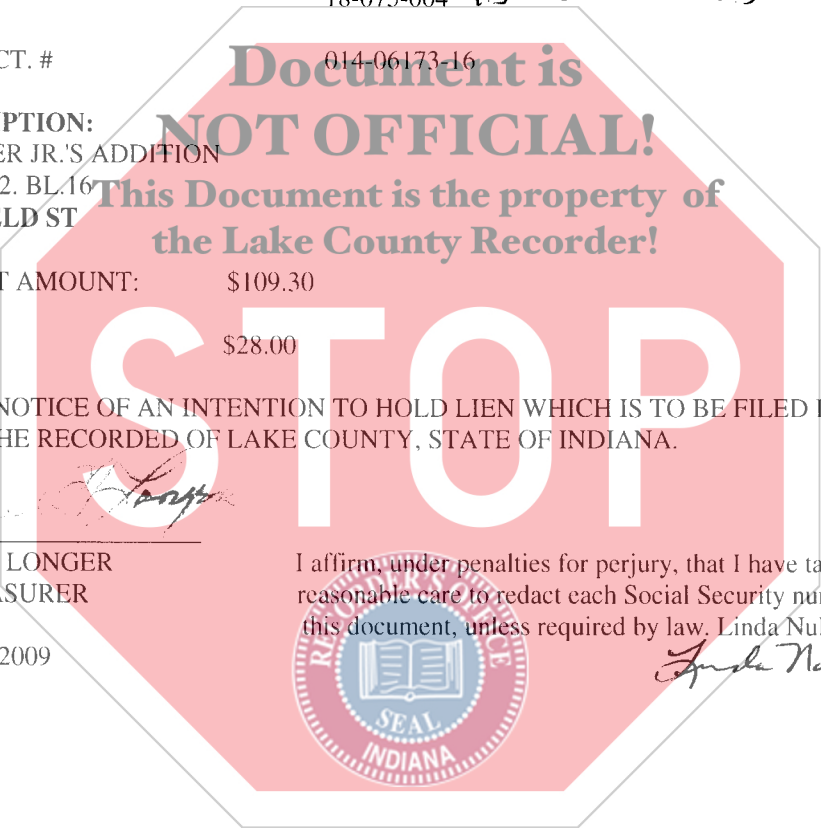 18-075-004
CT. # 014-06173-16
Document is
PTION:
NOT OFFICIAL!
ER JR.'S ADDITION
2. BL.16
This Document is the property of
LD ST
the Lake County Recorder!
T AMOUNT: $109.30
$28.00
STOP
NOTICE OF AN INTENTION TO HOLD LIEN WHICH IS TO BE FILED
HE RECORDED OF LAKE COUNTY, STATE OF INDIANA.
LONGER
ASURER
2009
I affirm, under penalties for perjury, that I have ta
reasonable care to redact each Social Security nu
this document, unless required by law. Linda Nu
Linda
RECORDER'S OFFICE
SEAL
INDIANA